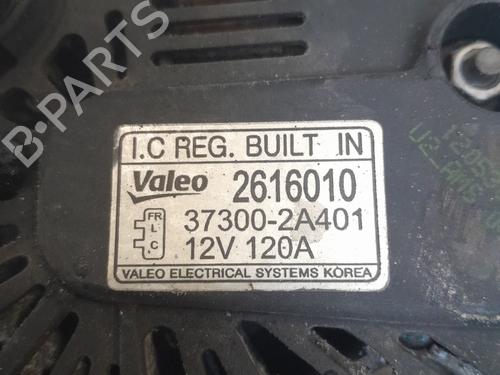 I.C REG. BUILT IN
Valeo 2616010
FR
L
C
37300-2A401
12V 120A
VALEO ELECTRICAL SYSTEMS KOREA
B-PARTS